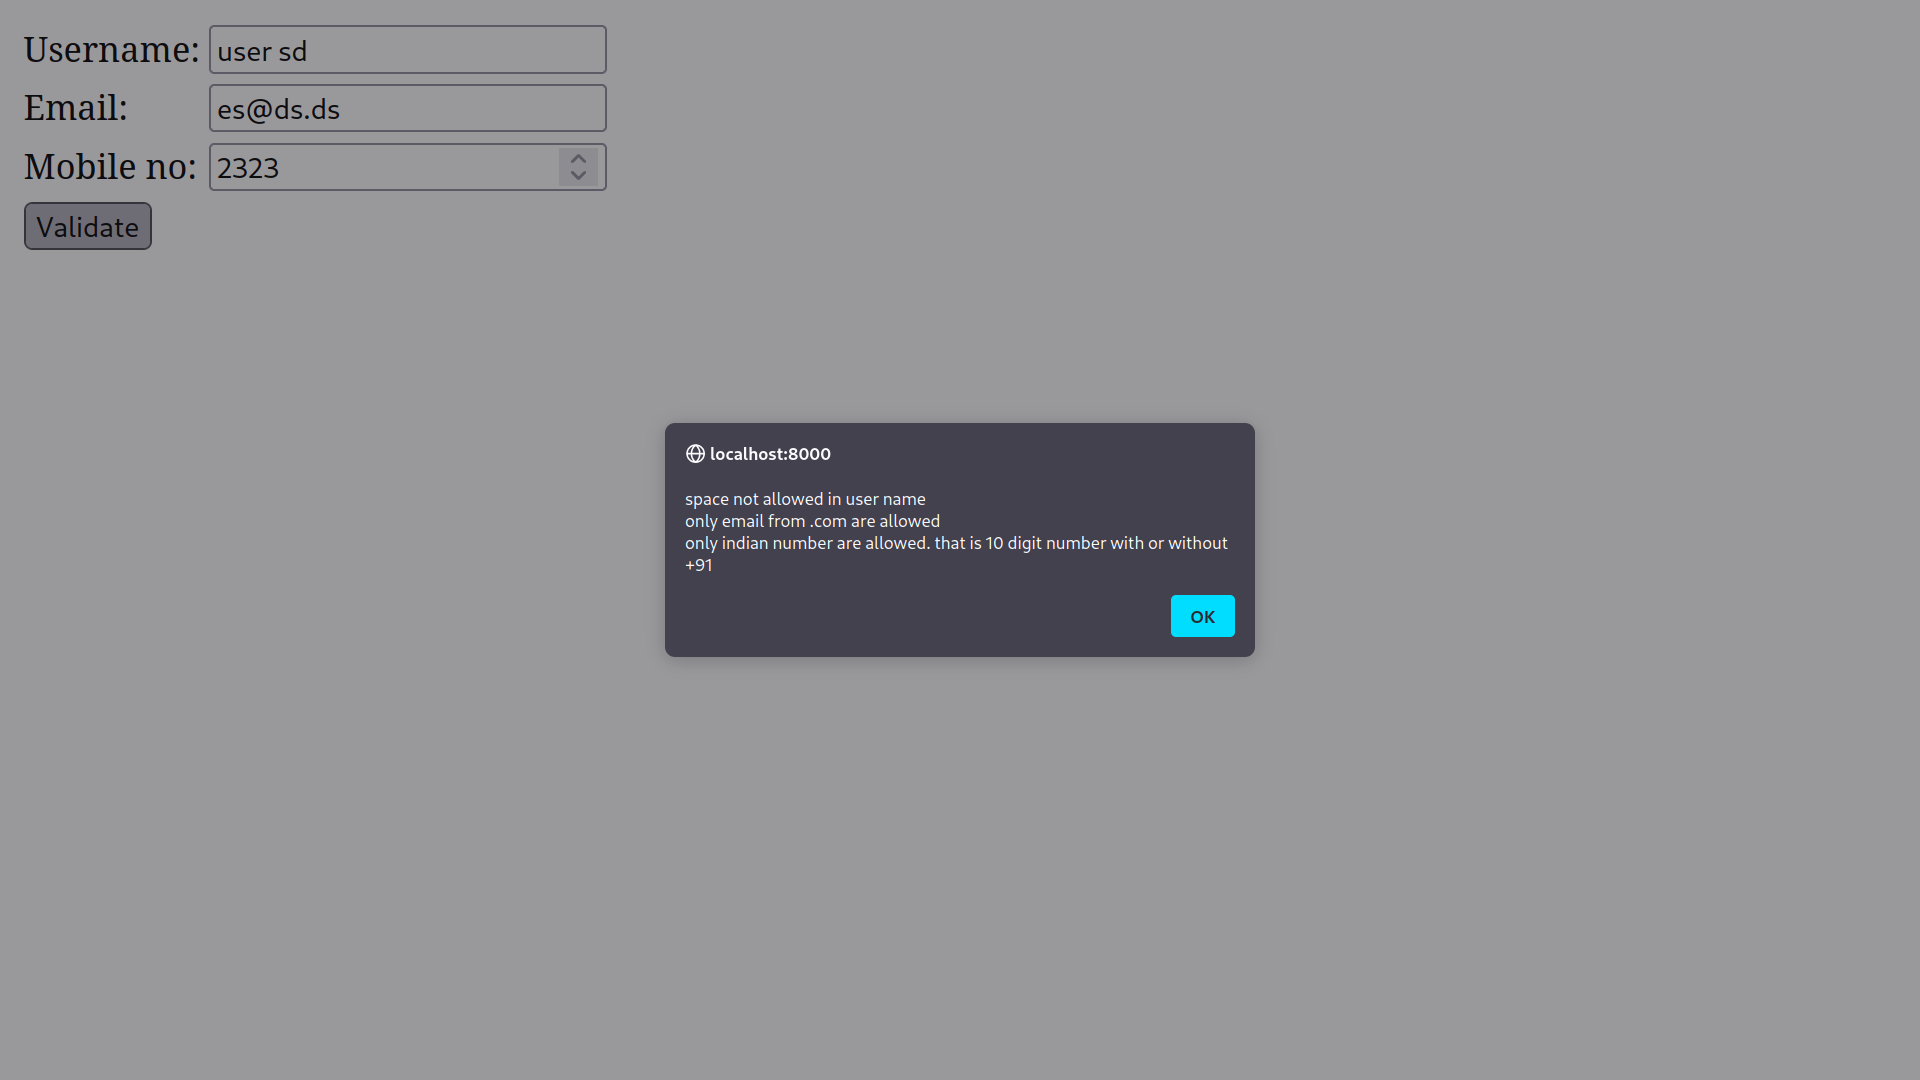 Username: user sd
Email: es@ds.ds
Mobile no: 2323
Validate
localhost:8000
space not allowed in user name
only email from .com are allowed
only indian number are allowed. that is 10 digit number with or without
+91
OK